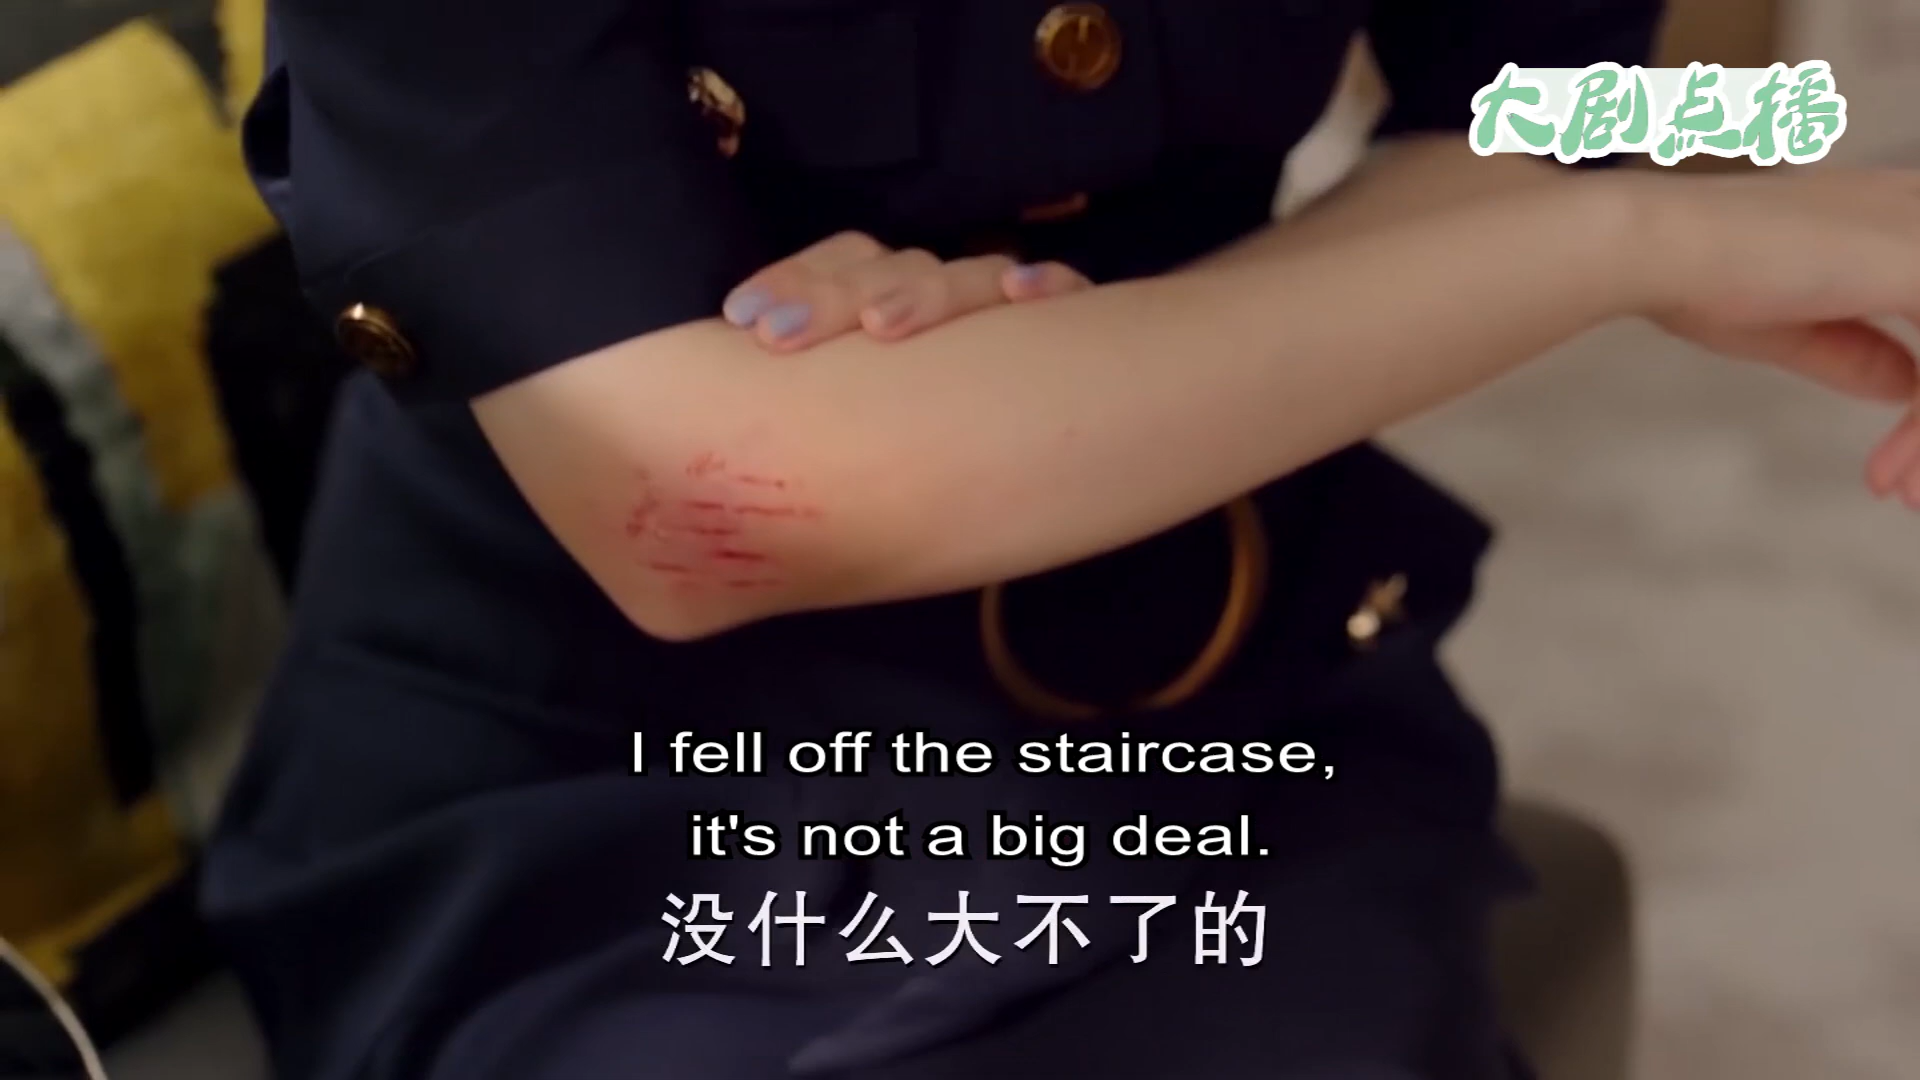 大剧点播
I fell off the staircase,
it's not a big deal.
没什么大不了的